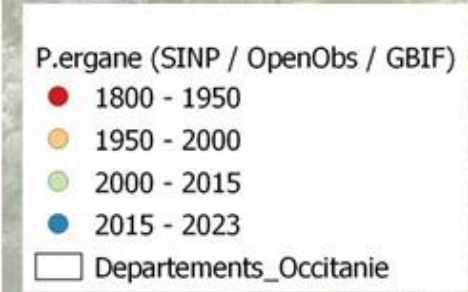 P.ergane (SINP / OpenObs / GBIF)
1800 - 1950
1950 - 2000
2000 - 2015
2015 - 2023
Departements_Occitanie